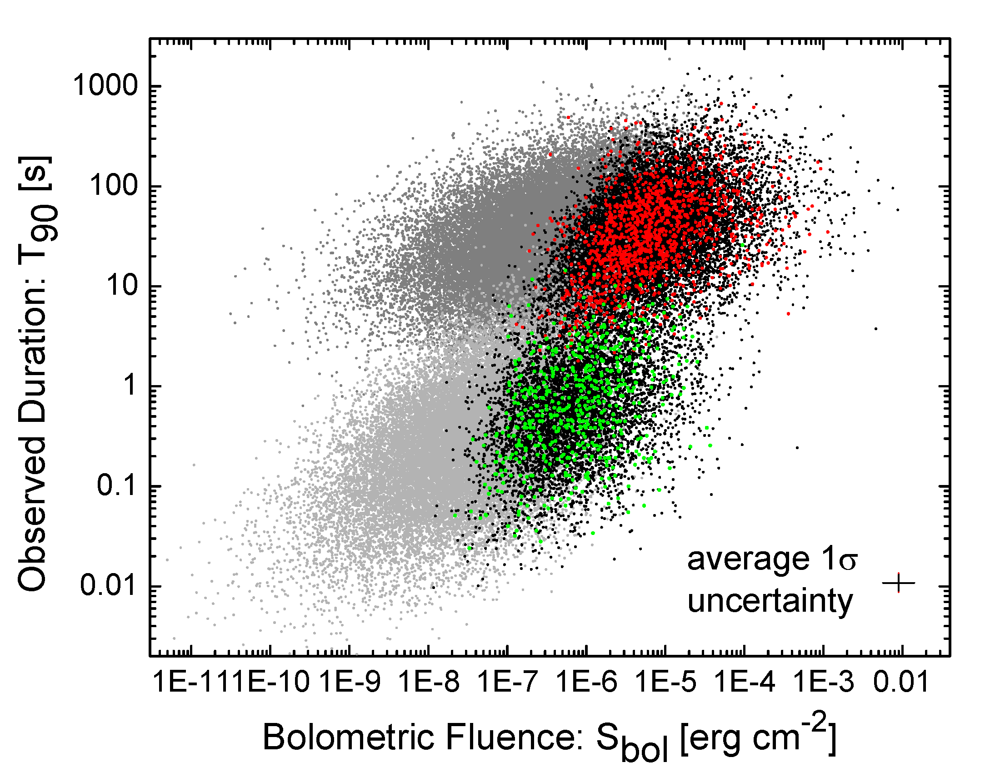 Observed Duration: T90 [s]
1000
100
10
1
0.1
0.01
average 1σ
uncertainty
1E-11 1E-10 1E-9 1E-8 1E-7 1E-6 1E-5 1E-4 1E-3 0.01
Bolometric Fluence: Sbol [erg cm-2]